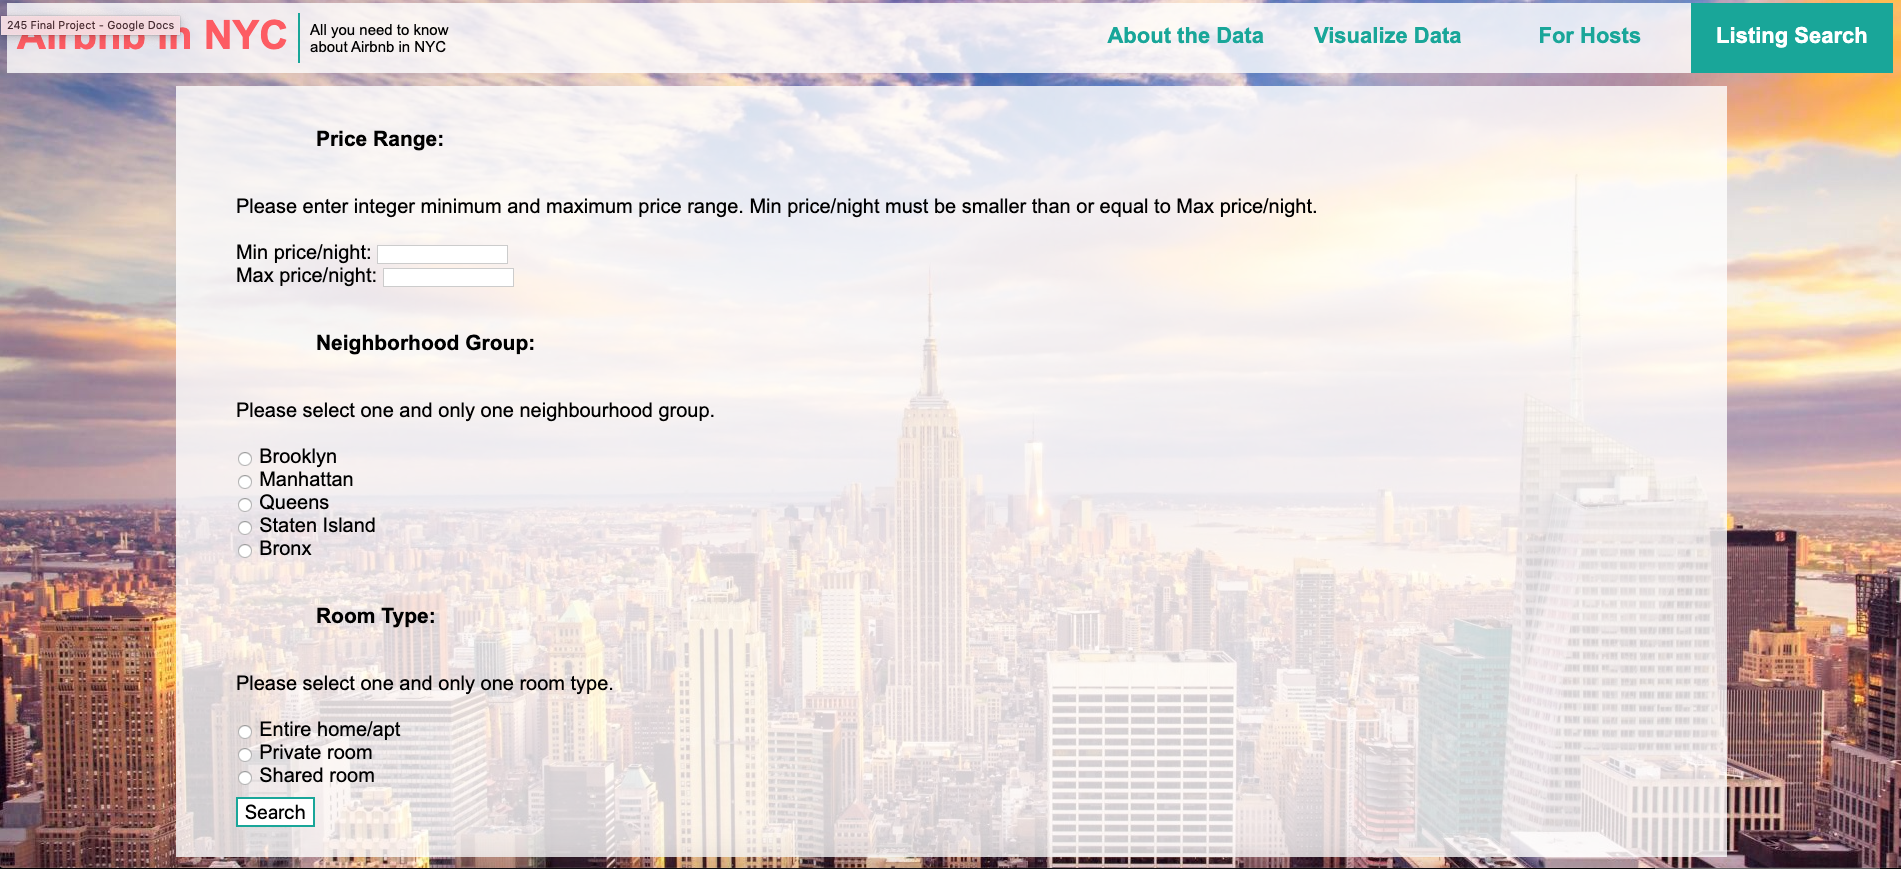 245 Final Project - Google Docs
Airbnb in NYC
All you need to know
about Airbnb in NYC
About the Data
Visualize Data
For Hosts
Listing Search
Price Range:
Please enter integer minimum and maximum price range. Min price/night must be smaller than or equal to Max price/night.
Min price/night:
Max price/night:
Neighborhood Group:
Please select one and only one neighbourhood group.
Brooklyn
Manhattan
Queens
Staten Island
Bronx
Room Type:
Please select one and only one room type.
Entire home/apt
Private room
Shared room
Search